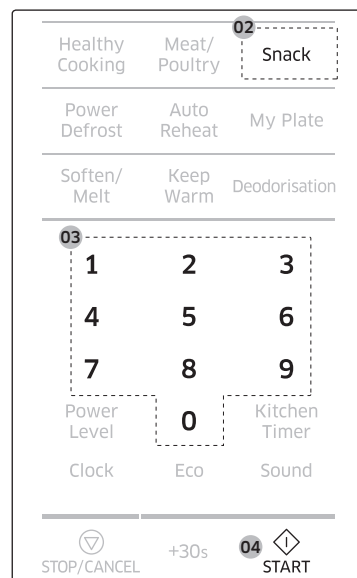 02
Healthy Meat/ Snack
Cooking Poultry
Power Auto My Plate
Defrost Reheat
Soften/ Keep Deodorisation
Melt Warm
03
1 2 3
4 5 6
7 8 9
Power 0 Kitchen
Level Timer
Clock Eco Sound
+30s 04
STOP/CANCEL START